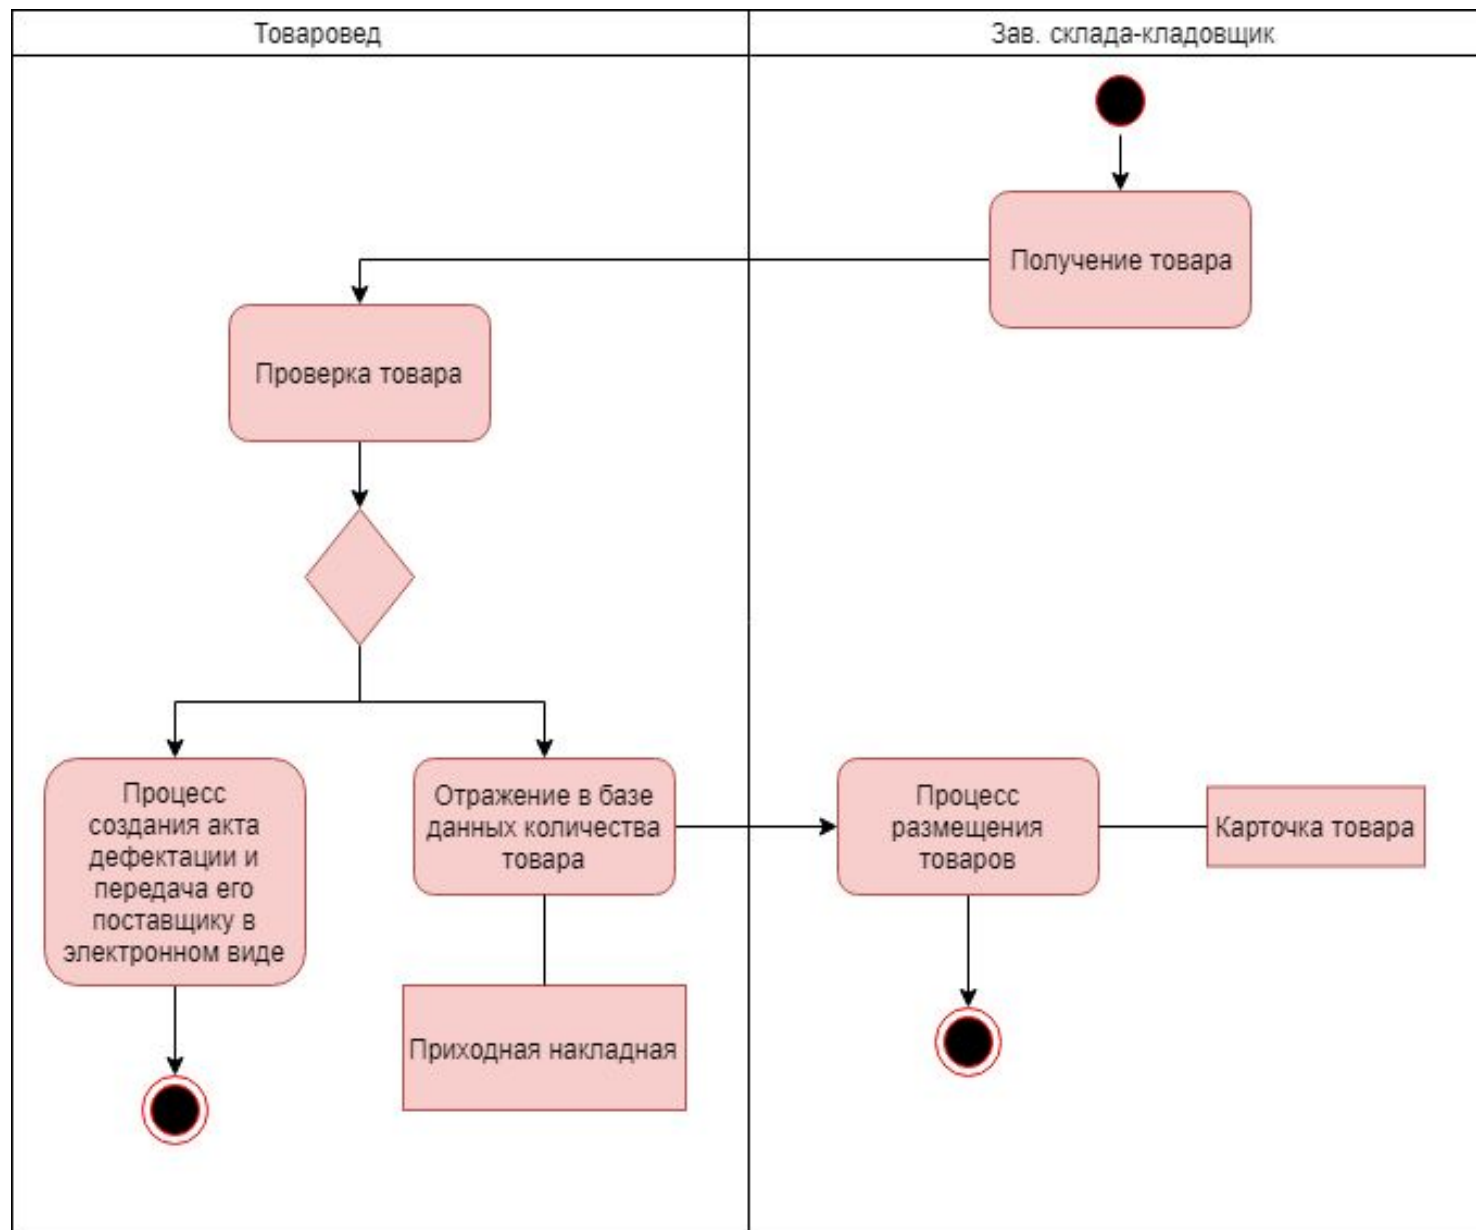 Товаровед
Зав. склада-кладовщик
Получение товара
Проверка товара
Процесс
создания акта
дефектации и
передача его
поставщику в
электронном виде
Отражение в базе
данных количества
товара
Процесс
размещения
товаров
Карточка товара
Приходная накладная